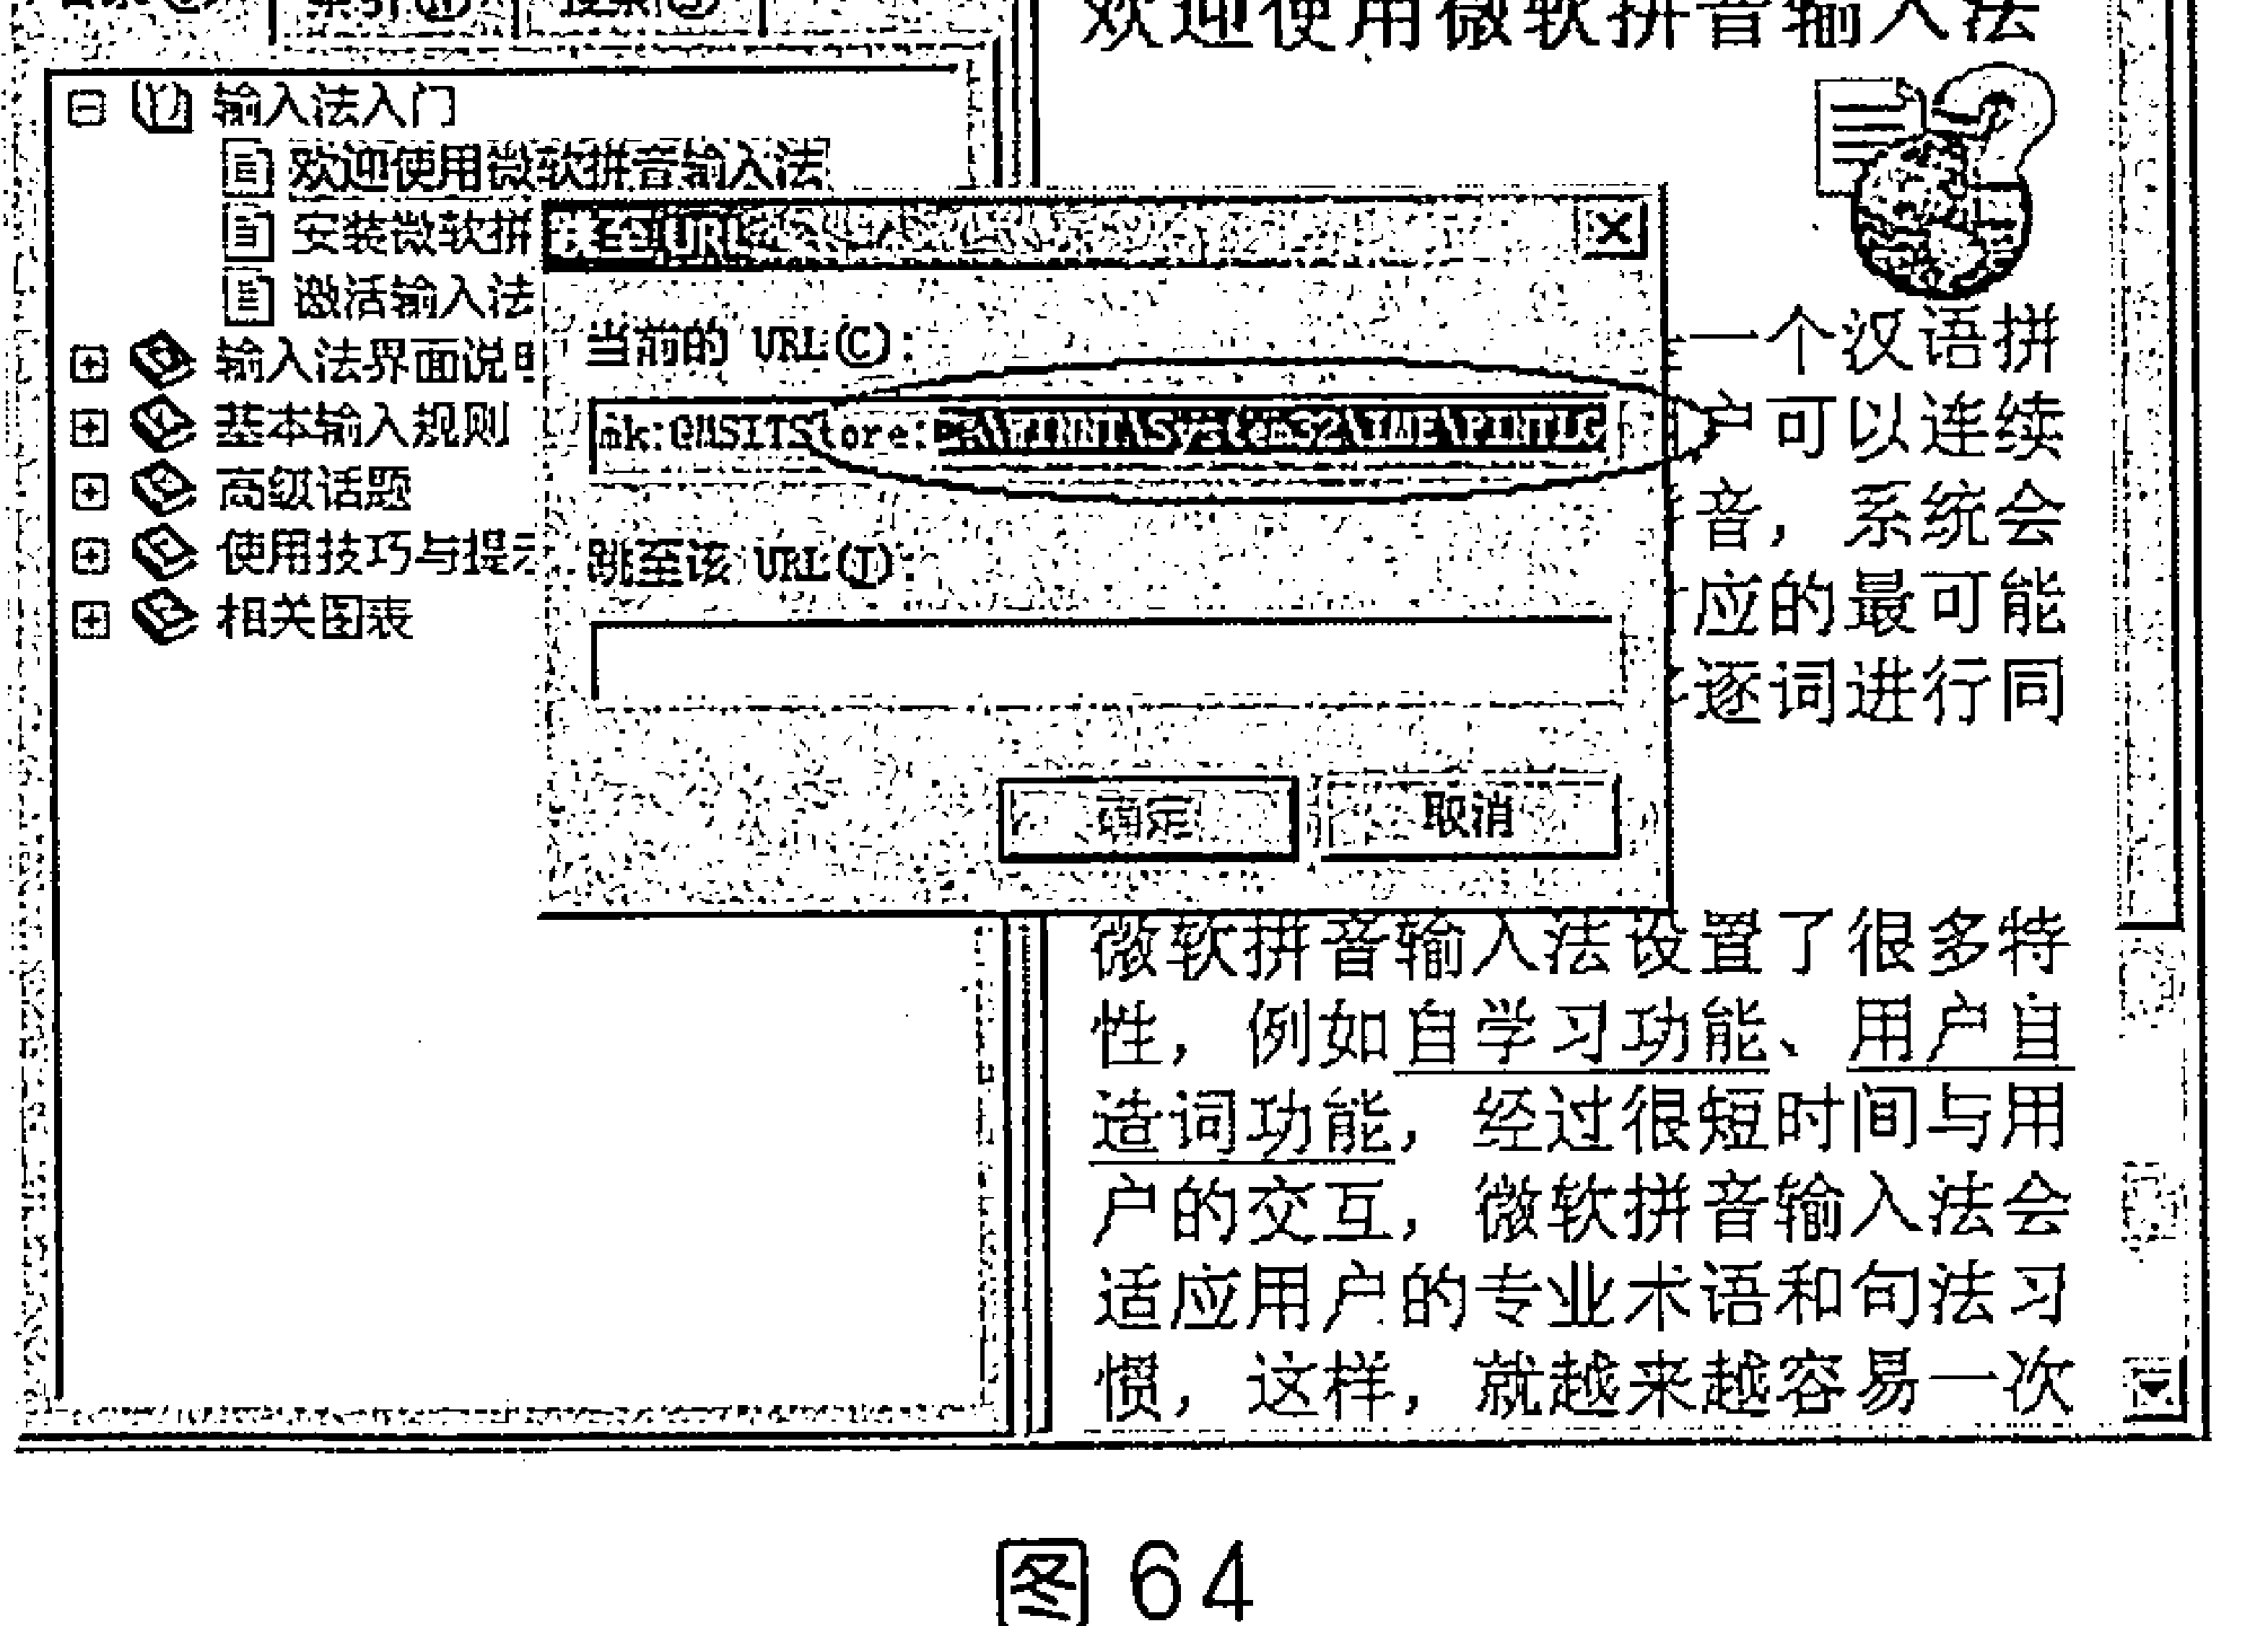 欢迎使用微软拼音输入法
输入法入门
欢迎使用微软拼音输入法
安装微软拼
激活输入法
输入法界面说明
基本输入规则
高级话题
使用技巧与提示
相关图表
跳至 URL
当前的 URL(C):
mk:@MSITStore:C:\WINNT\System32\IME\PINTLG
跳至该 URL(J):
确定
取消
一个汉语拼
户可以连续
音，系统会
应的最可能
逐词进行同
微软拼音输入法设置了很多特
性，例如自学习功能、用户自
造词功能，经过很短时间与用
户的交互，微软拼音输入法会
适应用户的专业术语和句法习
惯，这样，就越来越容易一次
图 64